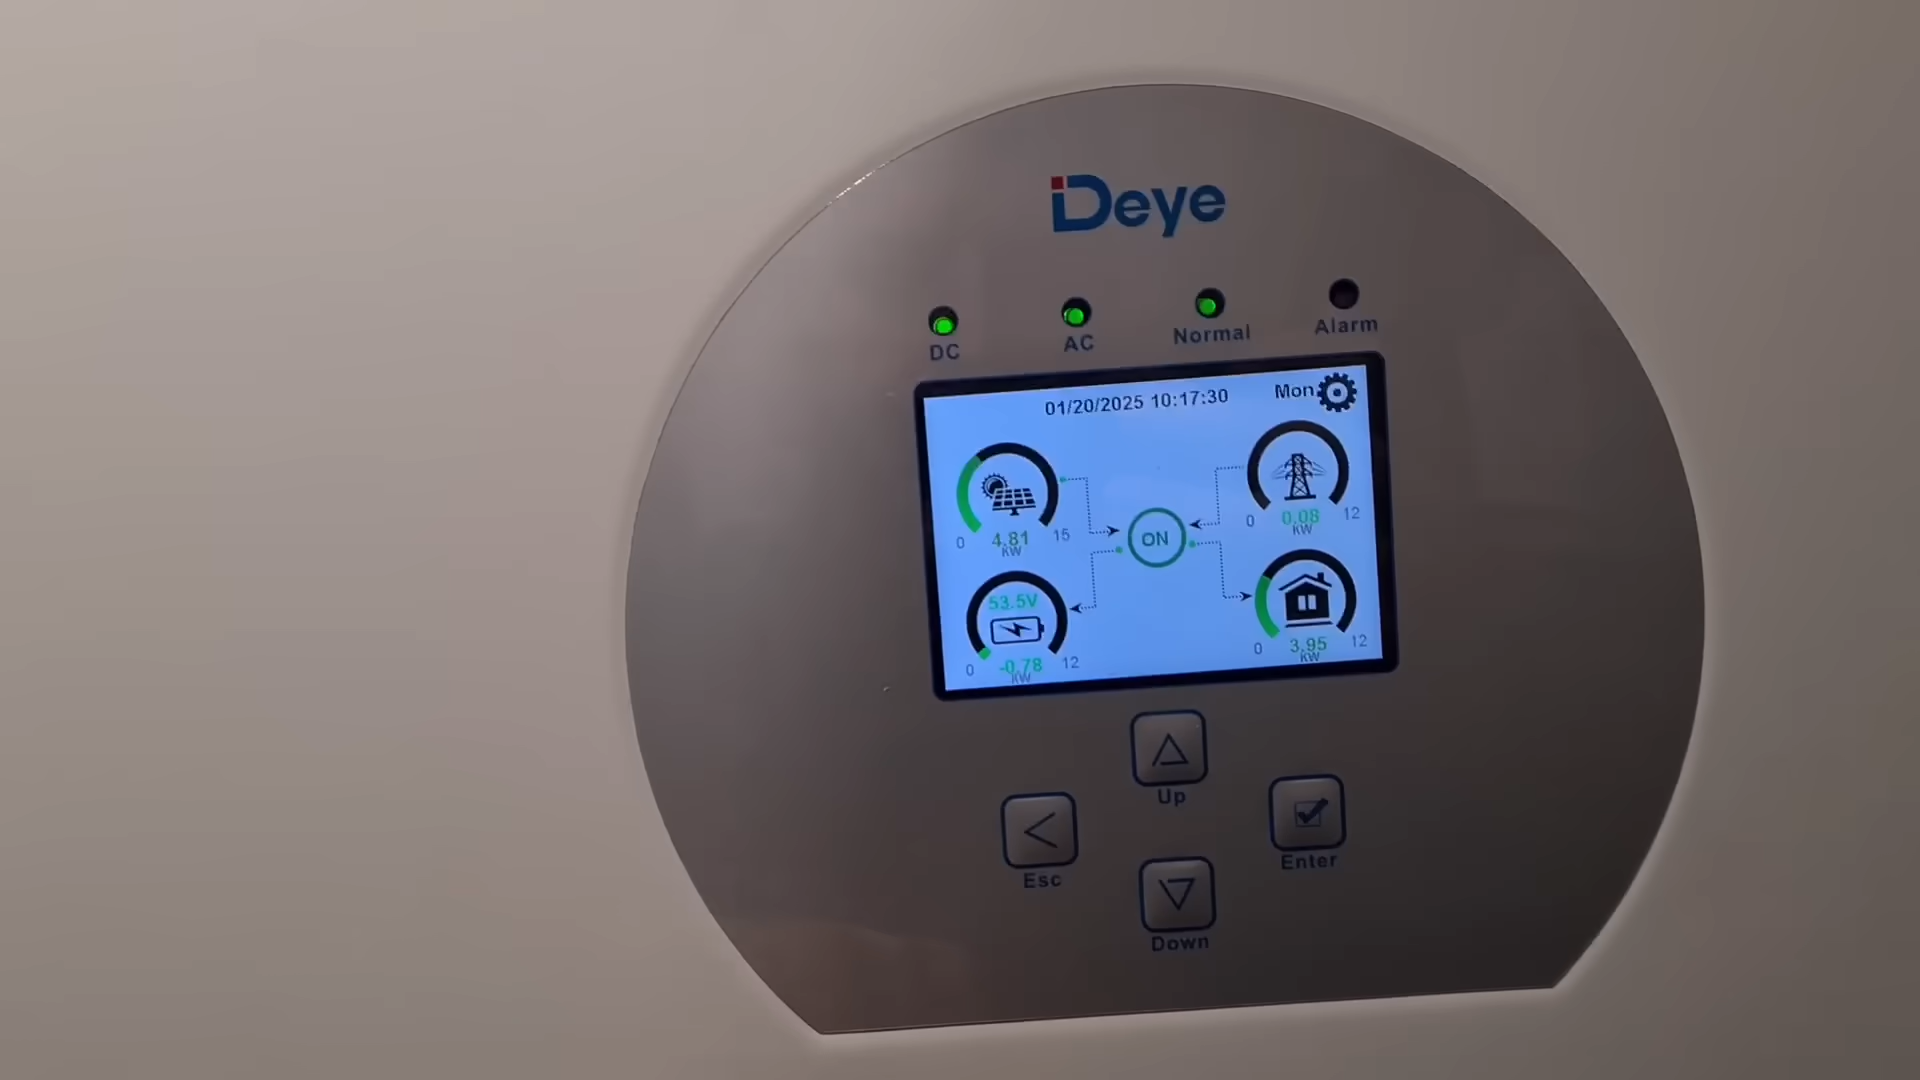 Deye
DC AC Normal Alarm
01/20/2025 10:17:30 Mon
0 4.81 15
KW
0 0.08 12
KW
ON
53.5V
0 -0.78 12
KW
0 3.95 12
KW
Up
Esc
Enter
Down